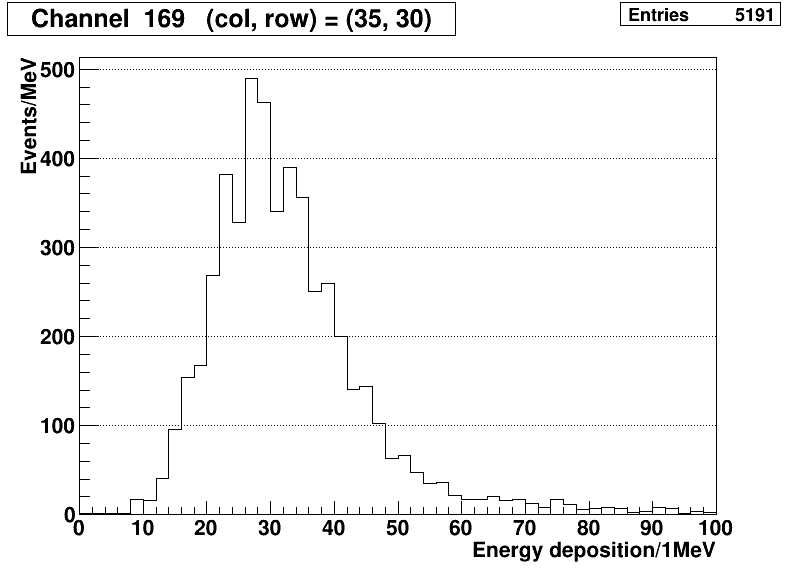 Channel 169 (col, row) = (35, 30)
Entries 5191
Events/MeV
500
400
300
200
100
0
0 10 20 30 40 50 60 70 80 90 100
Energy deposition/1MeV